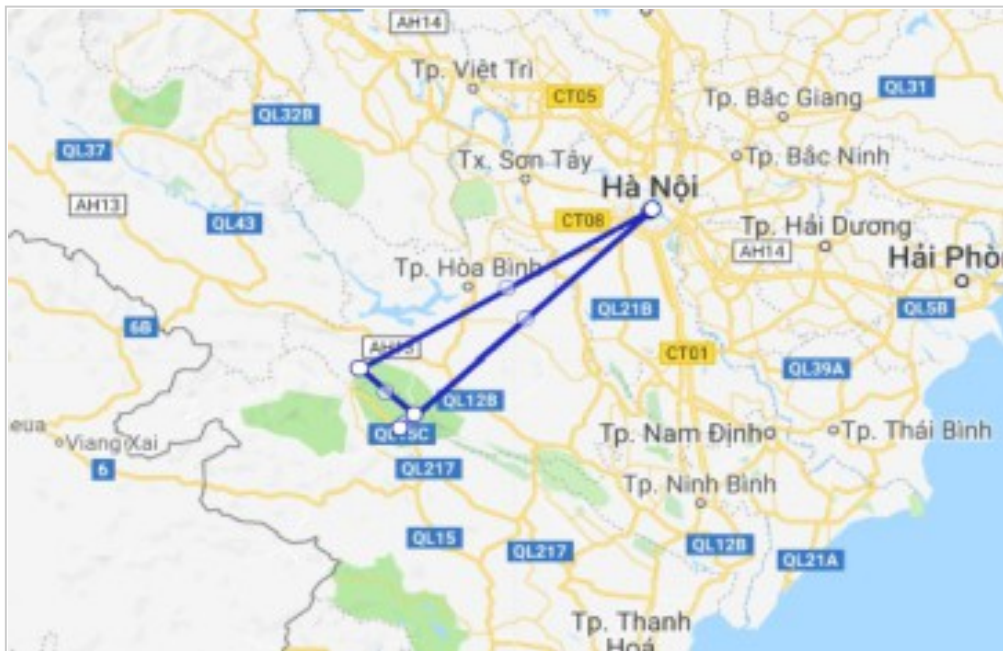 AH14
Tp. Việt Trì
CT05
QL31
Tp. Bắc Giang
QL32B
QL37
Tp. Bắc Ninh
Tx. Sơn Tây
Hà Nội
AH13
QL43
CT08
Tp. Hải Dương
AH14
Hải Phòn
Tp. Hòa Bình
QL21B
QL5B
6B
CT01
QL39A
QL12B
Tp. Nam Định
Tp. Thái Bình
Viang Xai
6
QL217
Tp. Ninh Bình
QL15
QL217
QL12B
QL21A
Tp. Thanh
Hoá